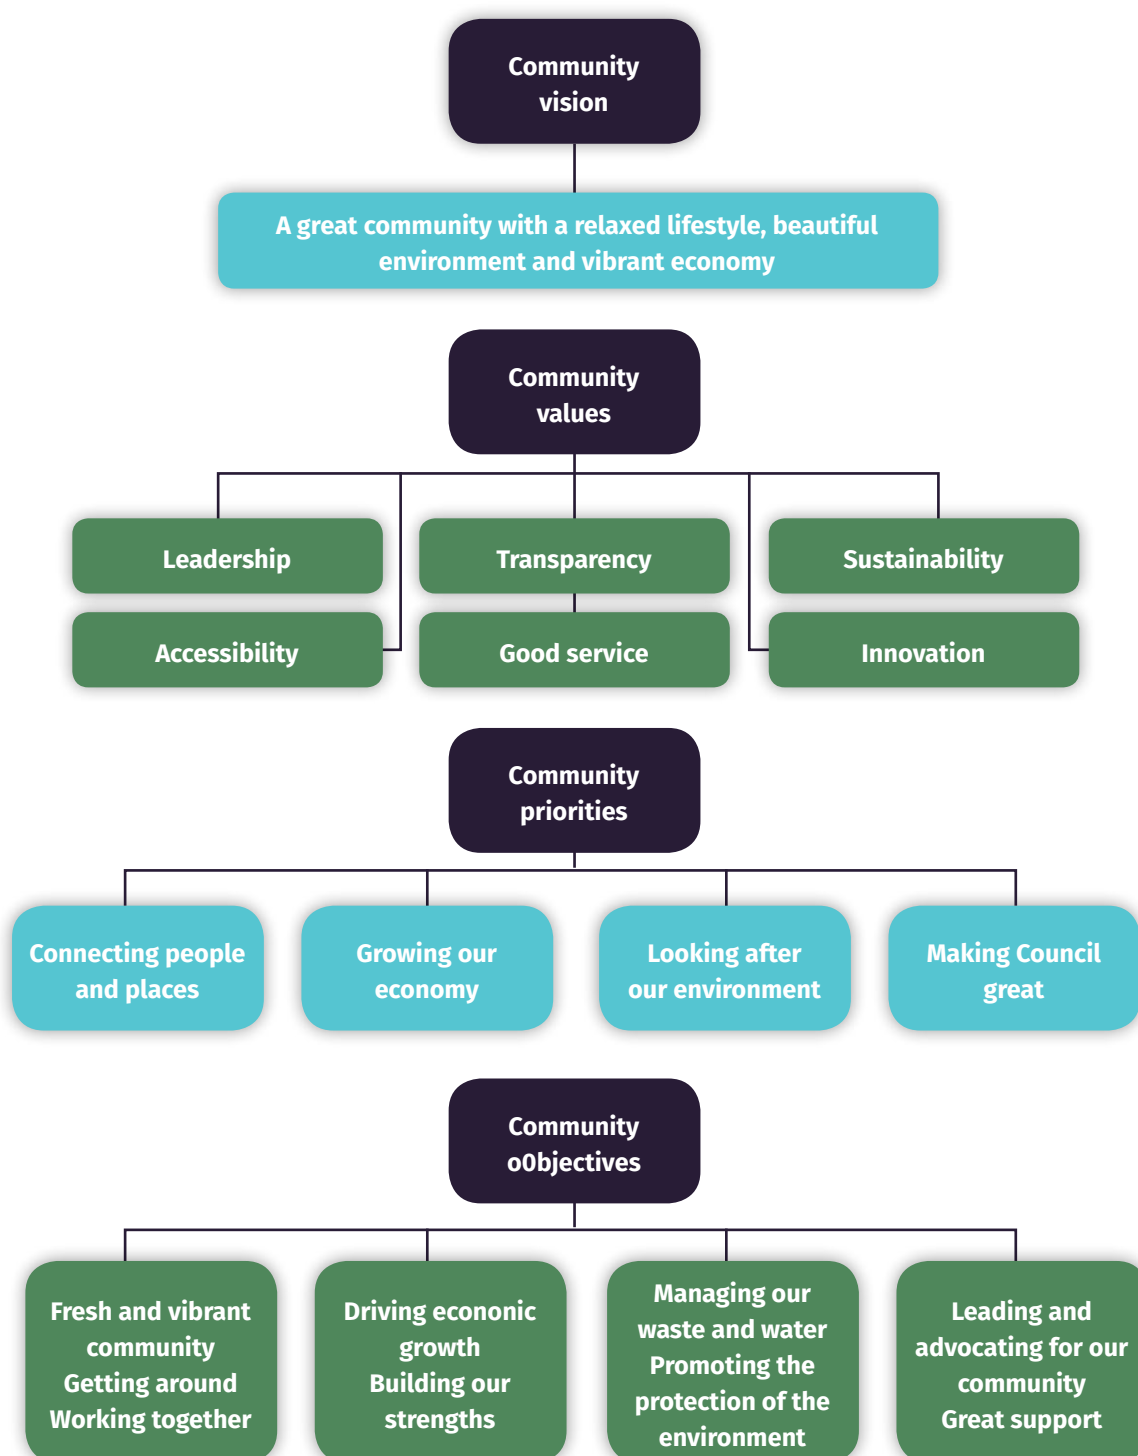 Community
vision
A great community with a relaxed lifestyle, beautiful
environment and vibrant economy
Community
values
Leadership
Transparency
Sustainability
Accessibility
Good service
Innovation
Community
priorities
Connecting people
and places
Growing our
economy
Looking after
our environment
Making Council
great
Community
o0bjectives
Fresh and vibrant
community
Getting around
Working together
Driving econonic
growth
Building our
strengths
Managing our
waste and water
Promoting the
protection of the
environment
Leading and
advocating for our
community
Great support